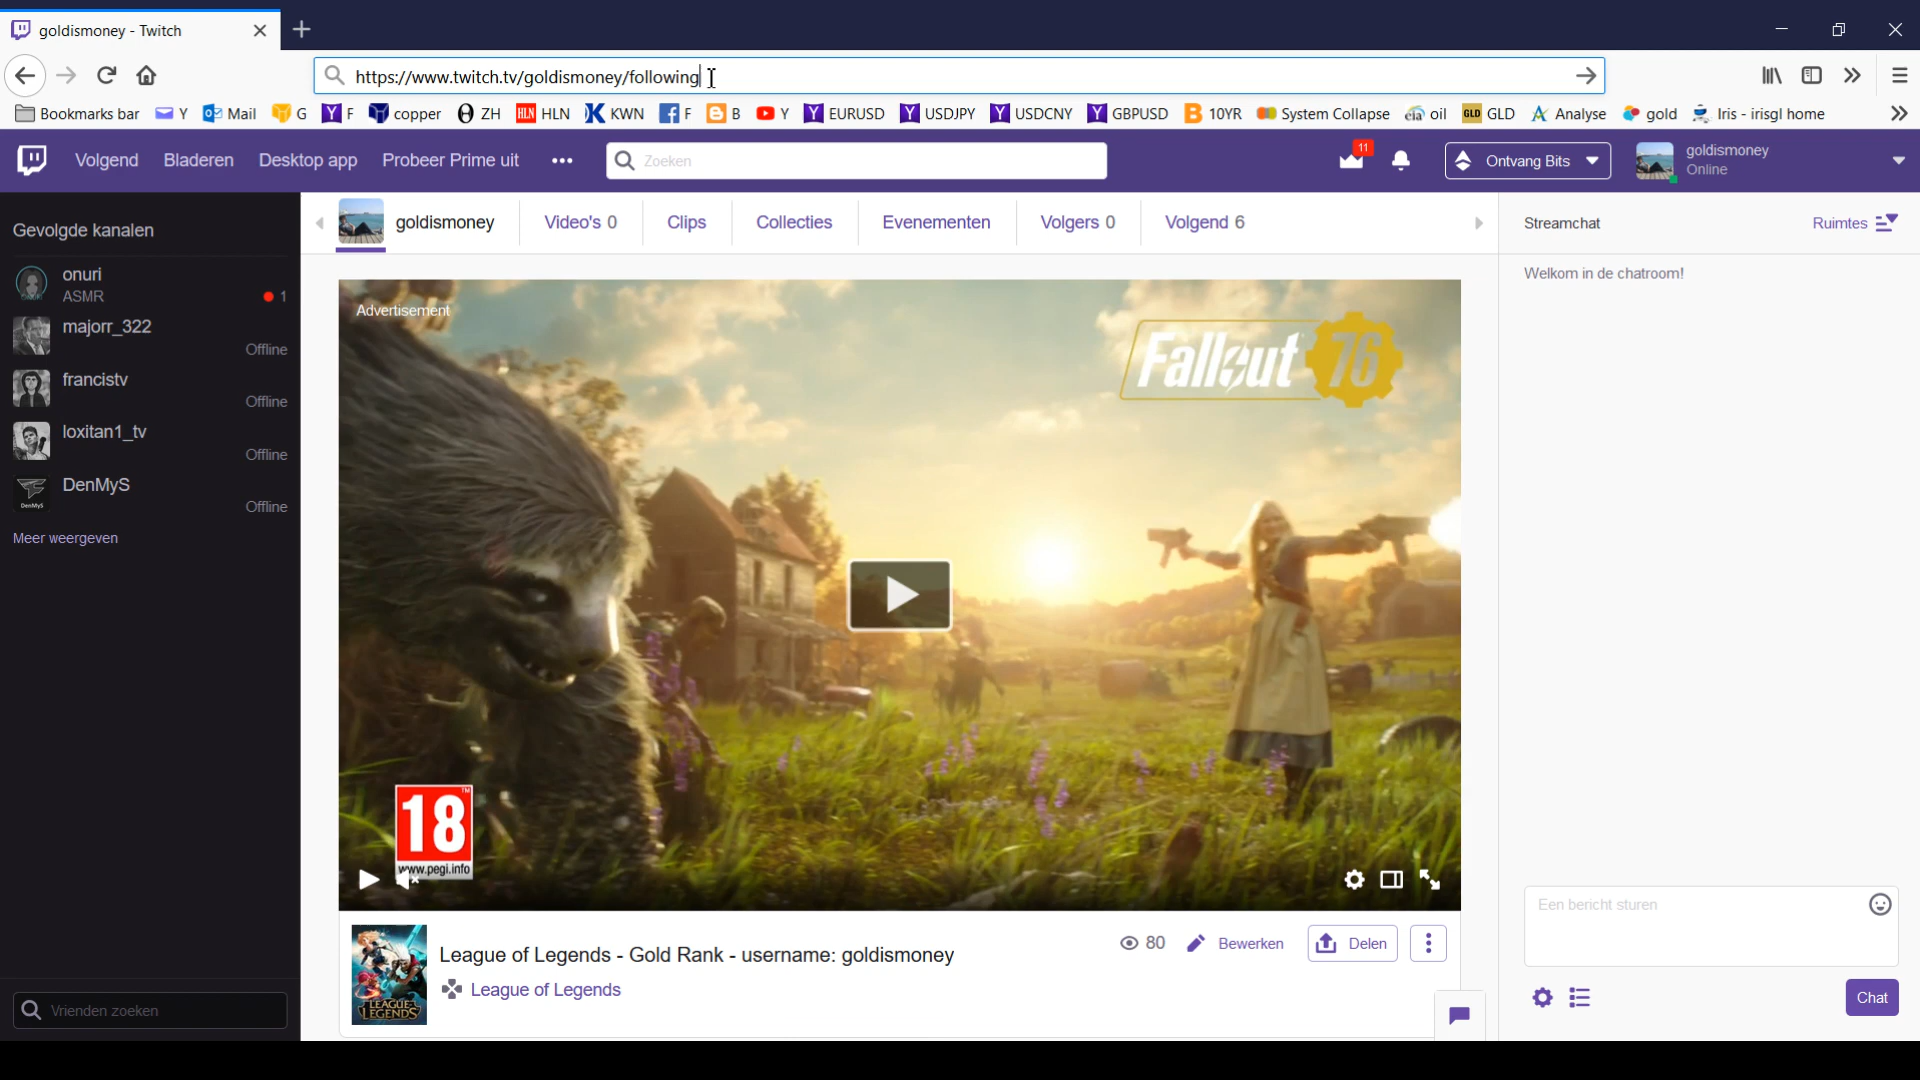 goldismoney - Twitch
https://www.twitch.tv/goldismoney/following
Bookmarks bar Y Mail G F copper ZH HLN KWN F B Y EURUSD USDJPY USDCNY GBPUSD 10YR System Collapse oil GLD Analyse gold Iris - irisgl home
Volgend Bladeren Desktop app Probeer Prime uit ••• Zoeken 11 Ontvang Bits goldismoney
Online
Gevolgde kanalen
onuri
ASMR 1
majorr_322
Offline
francistv
Offline
loxitan1_tv
Offline
DenMyS
Offline
Meer weergeven
Vrienden zoeken
goldismoney Video's 0 Clips Collecties Evenementen Volgers 0 Volgend 6
Advertisement
Fallout 76
18
www.pegi.info
LEAGUE OF
LEGENDS
League of Legends - Gold Rank - username: goldismoney
League of Legends
80 Bewerken Delen
Streamchat Ruimtes
Welkom in de chatroom!
Een bericht sturen
Chat